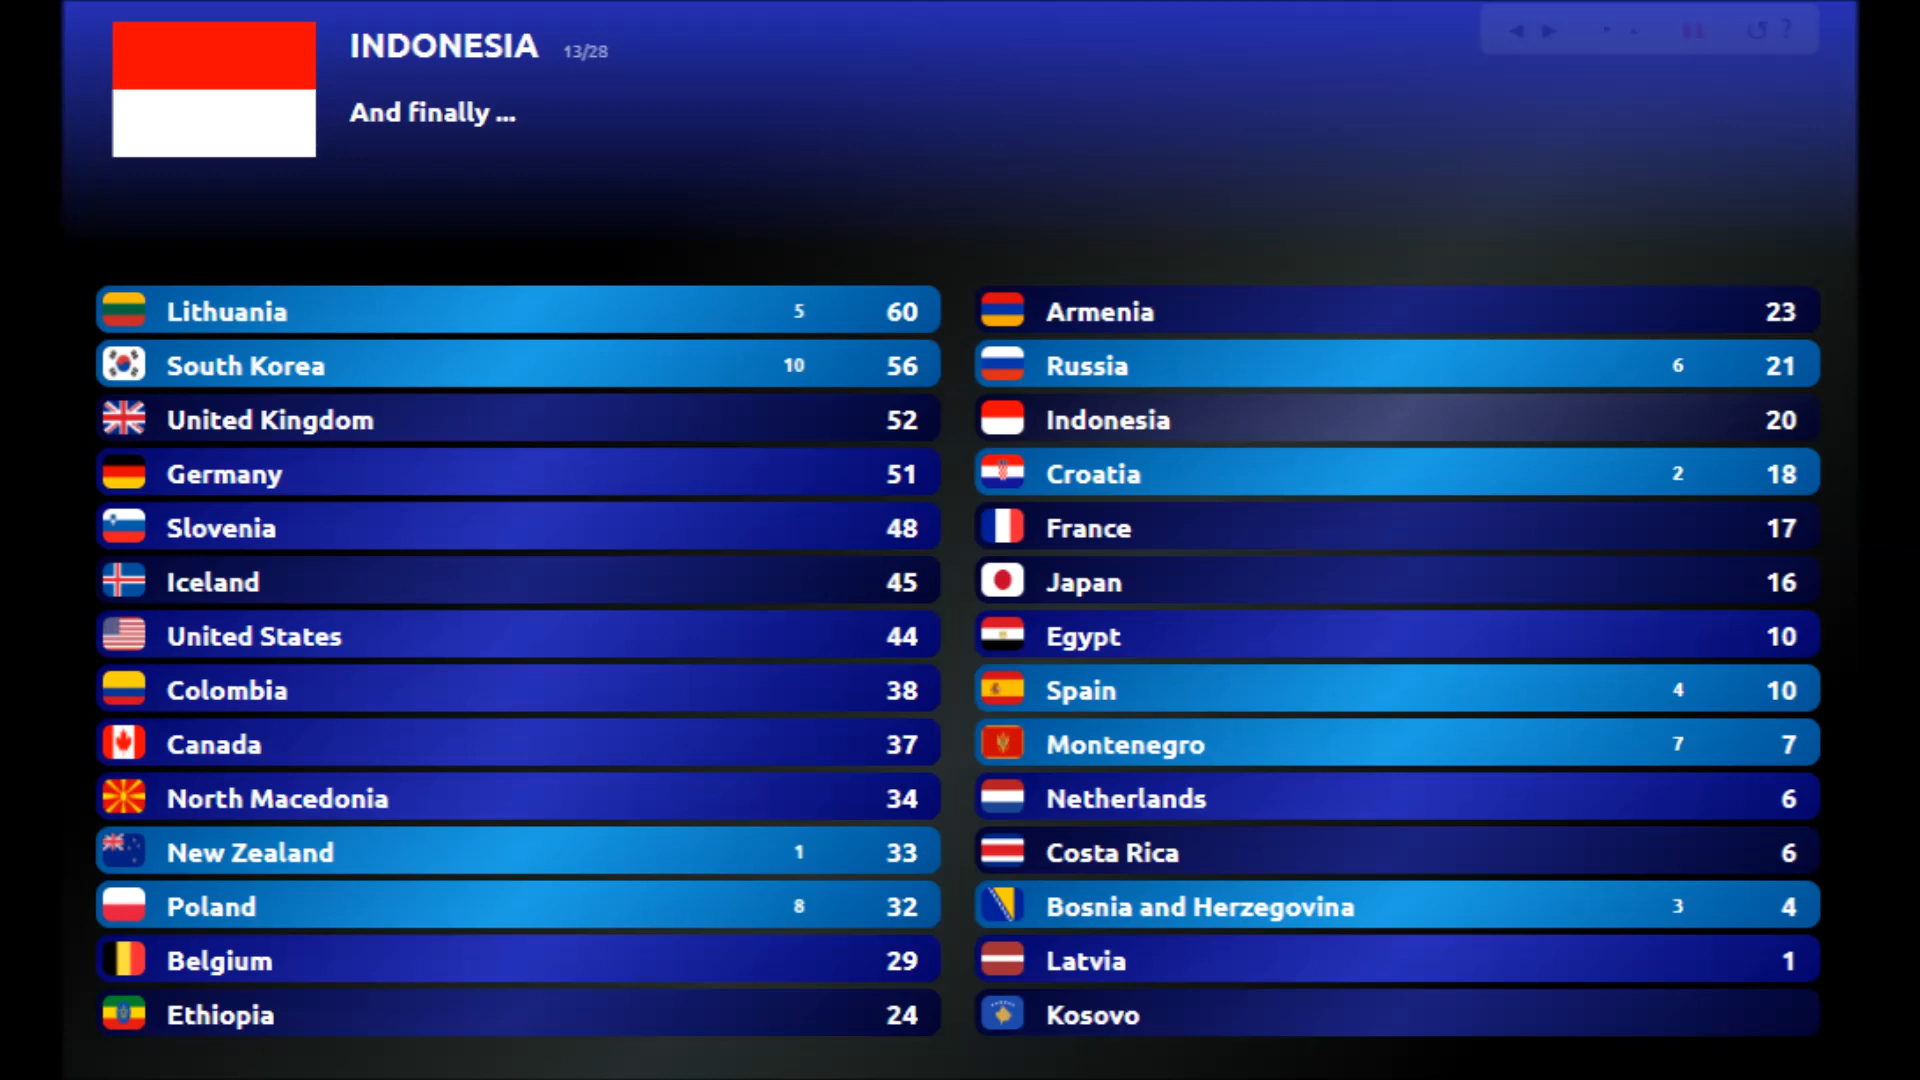 INDONESIA 13/28
And finally ...
Lithuania 5 60
South Korea 10 56
United Kingdom 52
Germany 51
Slovenia 48
Iceland 45
United States 44
Colombia 38
Canada 37
North Macedonia 34
New Zealand 1 33
Poland 8 32
Belgium 29
Ethiopia 24
Armenia 23
Russia 6 21
Indonesia 20
Croatia 2 18
France 17
Japan 16
Egypt 10
Spain 4 10
Montenegro 7 7
Netherlands 6
Costa Rica 6
Bosnia and Herzegovina 3 4
Latvia 1
Kosovo
?